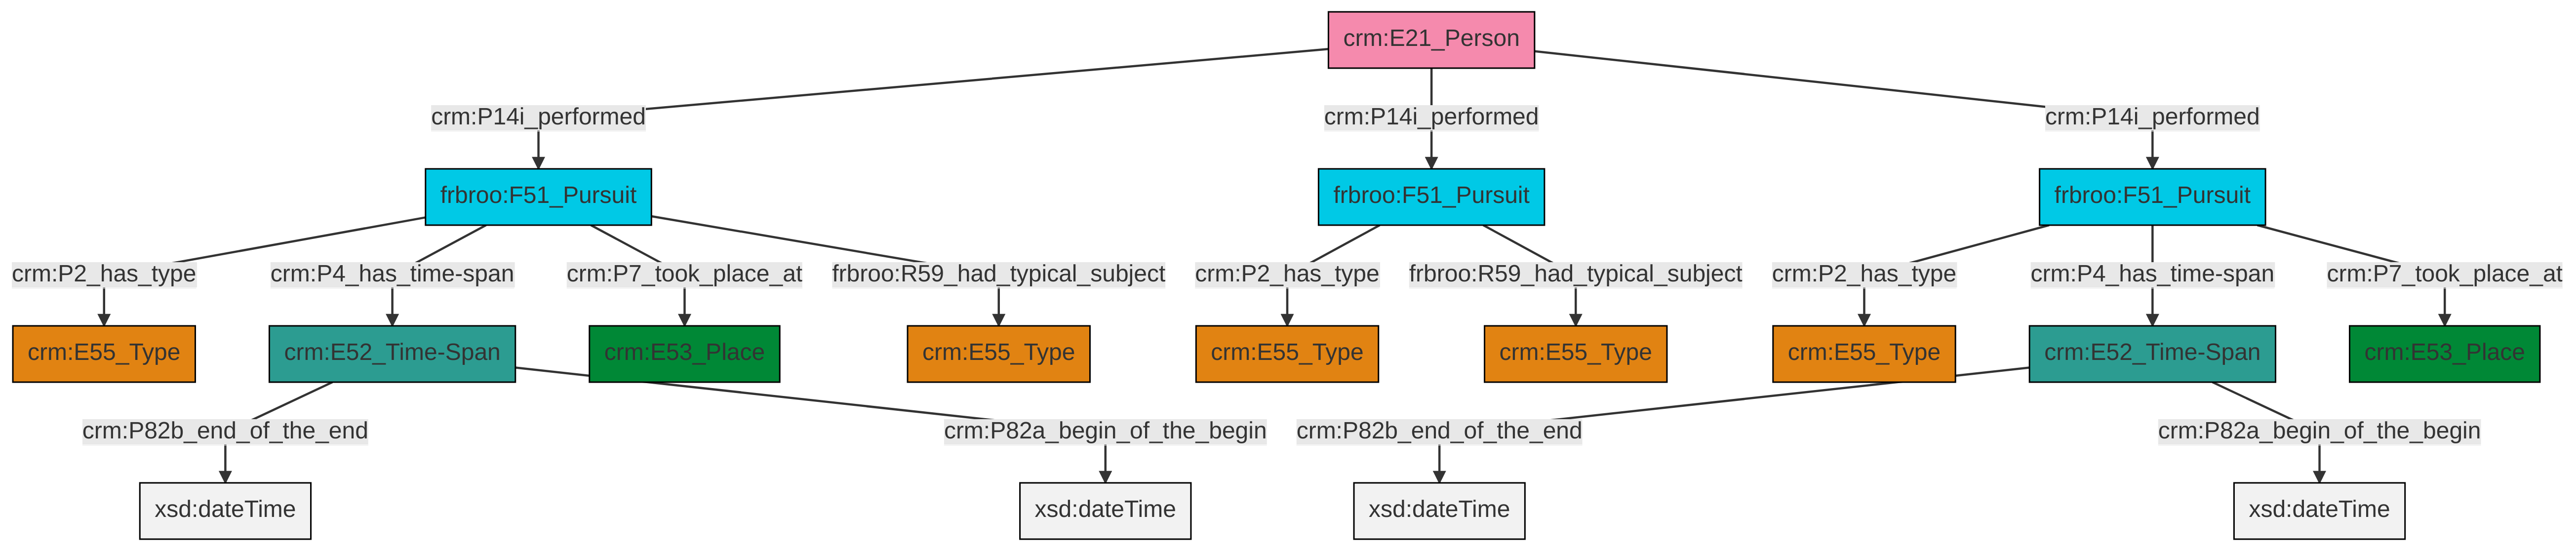 crm:E21_Person
crm:P14i_performed
crm:P14i_performed
crm:P14i_performed
frbroo:F51_Pursuit
frbroo:F51_Pursuit
frbroo:F51_Pursuit
crm:P2_has_type
crm:P4_has_time-span
crm:P7_took_place_at
frbroo:R59_had_typical_subject
crm:P2_has_type
frbroo:R59_had_typical_subject
crm:P2_has_type
crm:P4_has_time-span
crm:P7_took_place_at
crm:E55_Type
crm:E52_Time-Span
crm:E53_Place
crm:E55_Type
crm:E55_Type
crm:E55_Type
crm:E55_Type
crm:E52_Time-Span
crm:E53_Place
crm:P82b_end_of_the_end
crm:P82a_begin_of_the_begin
crm:P82b_end_of_the_end
crm:P82a_begin_of_the_begin
xsd:dateTime
xsd:dateTime
xsd:dateTime
xsd:dateTime